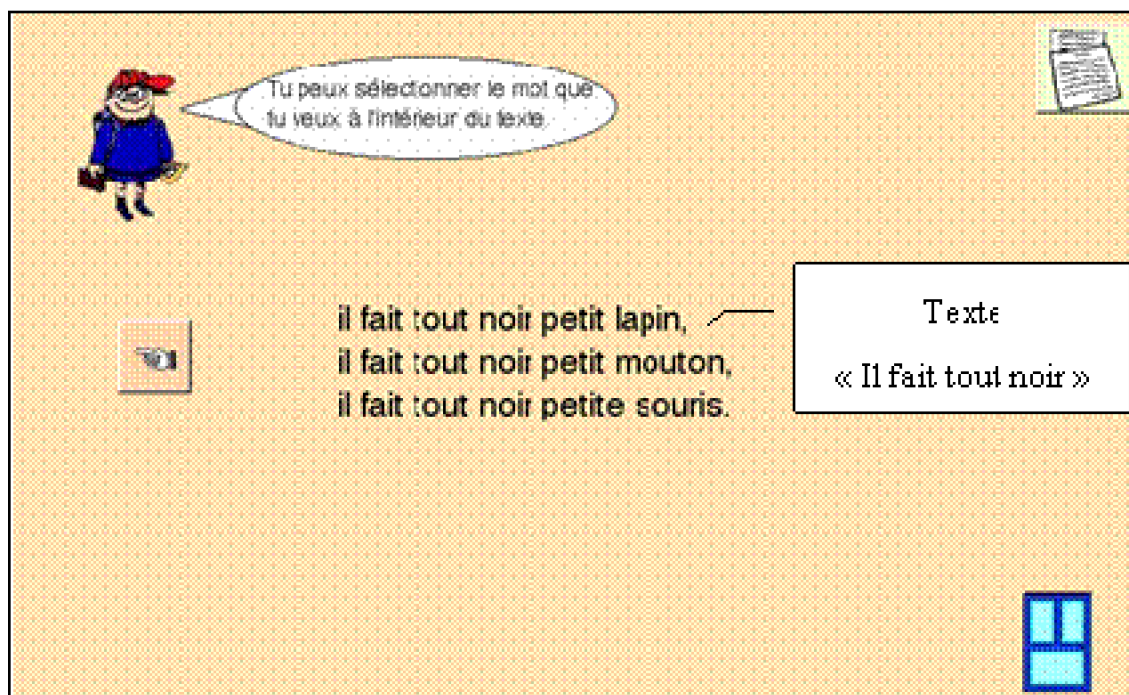 Tu peux sélectionner le mot que
tu veux à l'intérieur du texte.
il fait tout noir petit lapin,
il fait tout noir petit mouton,
il fait tout noir petite souris.
Texte
« Il fait tout noir »